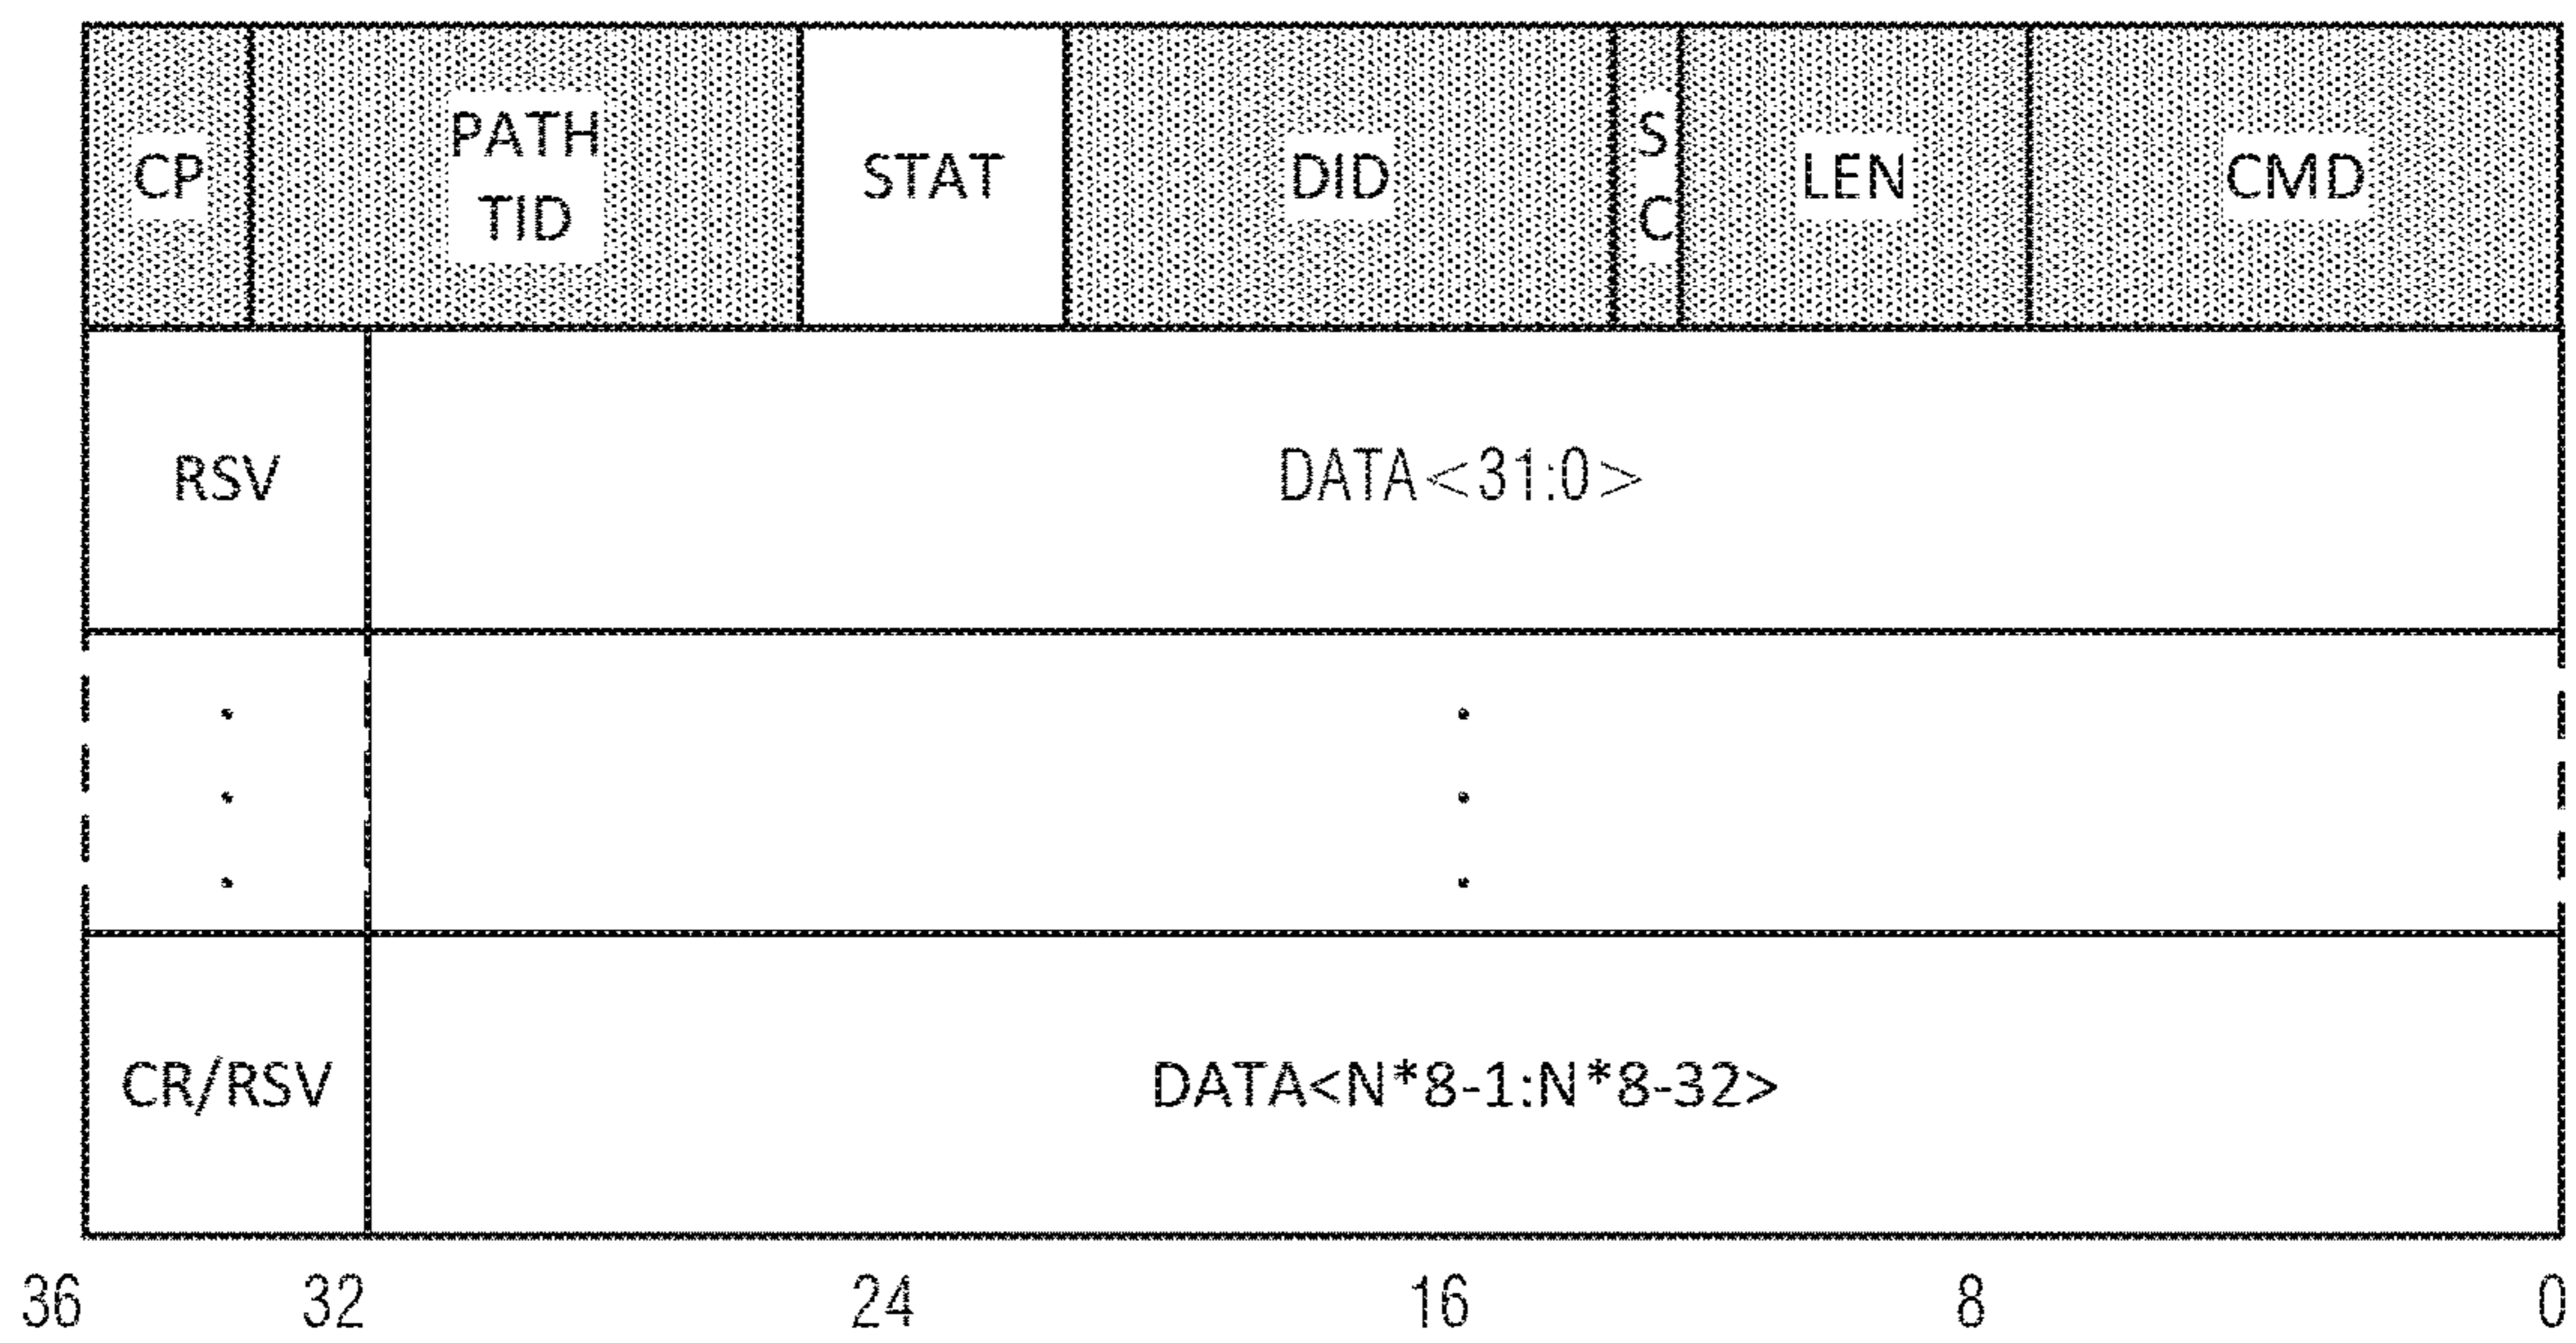 CP
PATH
TID
STAT
DID
S
C
LEN
CMD
RSV
DATA<31:0>
CR/RSV
DATA<N*8-1:N*8-32>
36 32 24 16 8 0